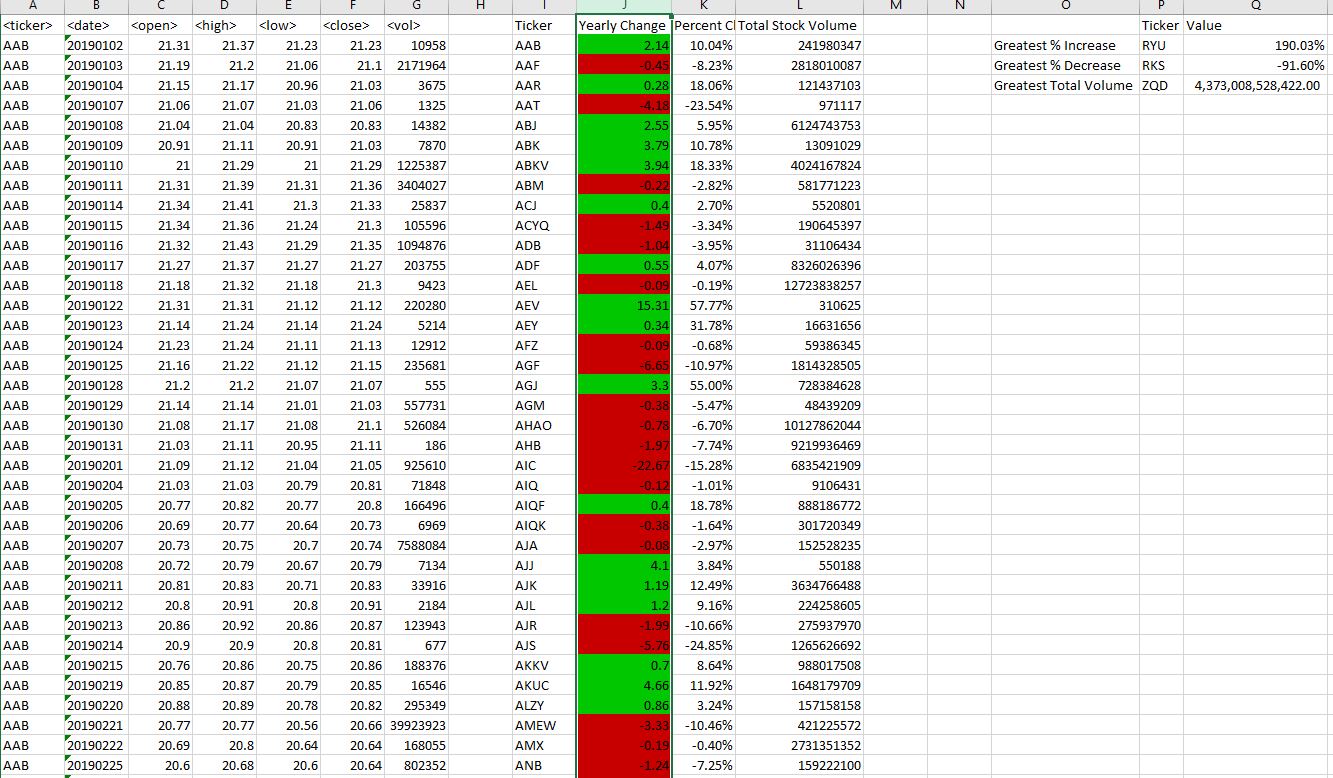 A B C D E F G H I J K L M N O P Q
<ticker> <date> <open> <high> <low> <close> <vol> Ticker Yearly Change Percent Cl Total Stock Volume Ticker Value
AAB 20190102 21.31 21.37 21.23 21.23 10958 AAB 2.14 10.04% 241980347 Greatest % Increase RYU 190.03%
AAB 20190103 21.19 21.2 21.06 21.1 2171964 AAF -0.45 -8.23% 2818010087 Greatest % Decrease RKS -91.60%
AAB 20190104 21.15 21.17 20.96 21.03 3675 AAR 0.28 18.06% 121437103 Greatest Total Volume ZQD 4,373,008,528,422.00
AAB 20190107 21.06 21.07 21.03 21.06 1325 AAT -4.18 -23.54% 971117
AAB 20190108 21.04 21.04 20.83 20.83 14382 ABJ 2.55 5.95% 6124743753
AAB 20190109 20.91 21.11 20.91 21.03 7870 ABK 3.79 10.78% 13091029
AAB 20190110 21 21.29 21 21.29 1225387 ABKV 3.94 18.33% 4024167824
AAB 20190111 21.31 21.39 21.31 21.36 3404027 ABM -0.22 -2.82% 581771223
AAB 20190114 21.34 21.41 21.3 21.33 25837 ACJ 0.4 2.70% 5520801
AAB 20190115 21.34 21.36 21.24 21.3 105596 ACYQ -1.49 -3.34% 190645397
AAB 20190116 21.32 21.43 21.29 21.35 1094876 ADB -1.04 -3.95% 31106434
AAB 20190117 21.27 21.37 21.27 21.27 203755 ADF 0.55 4.07% 8326026396
AAB 20190118 21.18 21.32 21.18 21.3 9423 AEL -0.09 -0.19% 12723838257
AAB 20190122 21.31 21.31 21.12 21.12 220280 AEV 15.31 57.77% 310625
AAB 20190123 21.14 21.24 21.14 21.24 5214 AEY 0.34 31.78% 16631656
AAB 20190124 21.23 21.24 21.11 21.13 12912 AFZ -0.09 -0.68% 59386345
AAB 20190125 21.16 21.22 21.12 21.15 235681 AGF -6.65 -10.97% 1814328505
AAB 20190128 21.2 21.2 21.07 21.07 555 AGJ 3.3 55.00% 728384628
AAB 20190129 21.14 21.14 21.01 21.03 557731 AGM -0.38 -5.47% 48439209
AAB 20190130 21.08 21.17 21.08 21.1 526084 AHAO -0.78 -6.70% 10127862044
AAB 20190131 21.03 21.11 20.95 21.11 186 AHB -1.97 -7.74% 9219936469
AAB 20190201 21.09 21.12 21.04 21.05 925610 AIC -22.67 -15.28% 6835421909
AAB 20190204 21.03 21.03 20.79 20.81 71848 AIQ -0.12 -1.01% 9106431
AAB 20190205 20.77 20.82 20.77 20.8 166496 AIQF 0.4 18.78% 888186772
AAB 20190206 20.69 20.77 20.64 20.73 6969 AIQK -0.38 -1.64% 301720349
AAB 20190207 20.73 20.75 20.7 20.74 7588084 AJA -0.08 -2.97% 152528235
AAB 20190208 20.72 20.79 20.67 20.79 7134 AJJ 4.1 3.84% 550188
AAB 20190211 20.81 20.83 20.71 20.83 33916 AJK 1.19 12.49% 3634766488
AAB 20190212 20.8 20.91 20.8 20.91 2184 AJL 1.2 9.16% 224258605
AAB 20190213 20.86 20.92 20.86 20.87 123943 AJR -1.99 -10.66% 275937970
AAB 20190214 20.9 20.9 20.8 20.81 677 AJS -5.76 -24.85% 1265626692
AAB 20190215 20.76 20.86 20.75 20.86 188376 AKKV 0.7 8.64% 988017508
AAB 20190219 20.85 20.87 20.79 20.85 16546 AKUC 4.66 11.92% 1648179709
AAB 20190220 20.88 20.89 20.78 20.82 295349 ALZY 0.86 3.24% 157158158
AAB 20190221 20.77 20.77 20.56 20.66 39923923 AMEW -3.33 -10.46% 421225572
AAB 20190222 20.69 20.8 20.64 20.64 168055 AMX -0.19 -0.40% 2731351352
AAB 20190225 20.6 20.68 20.6 20.64 802352 ANB -1.24 -7.25% 159222100